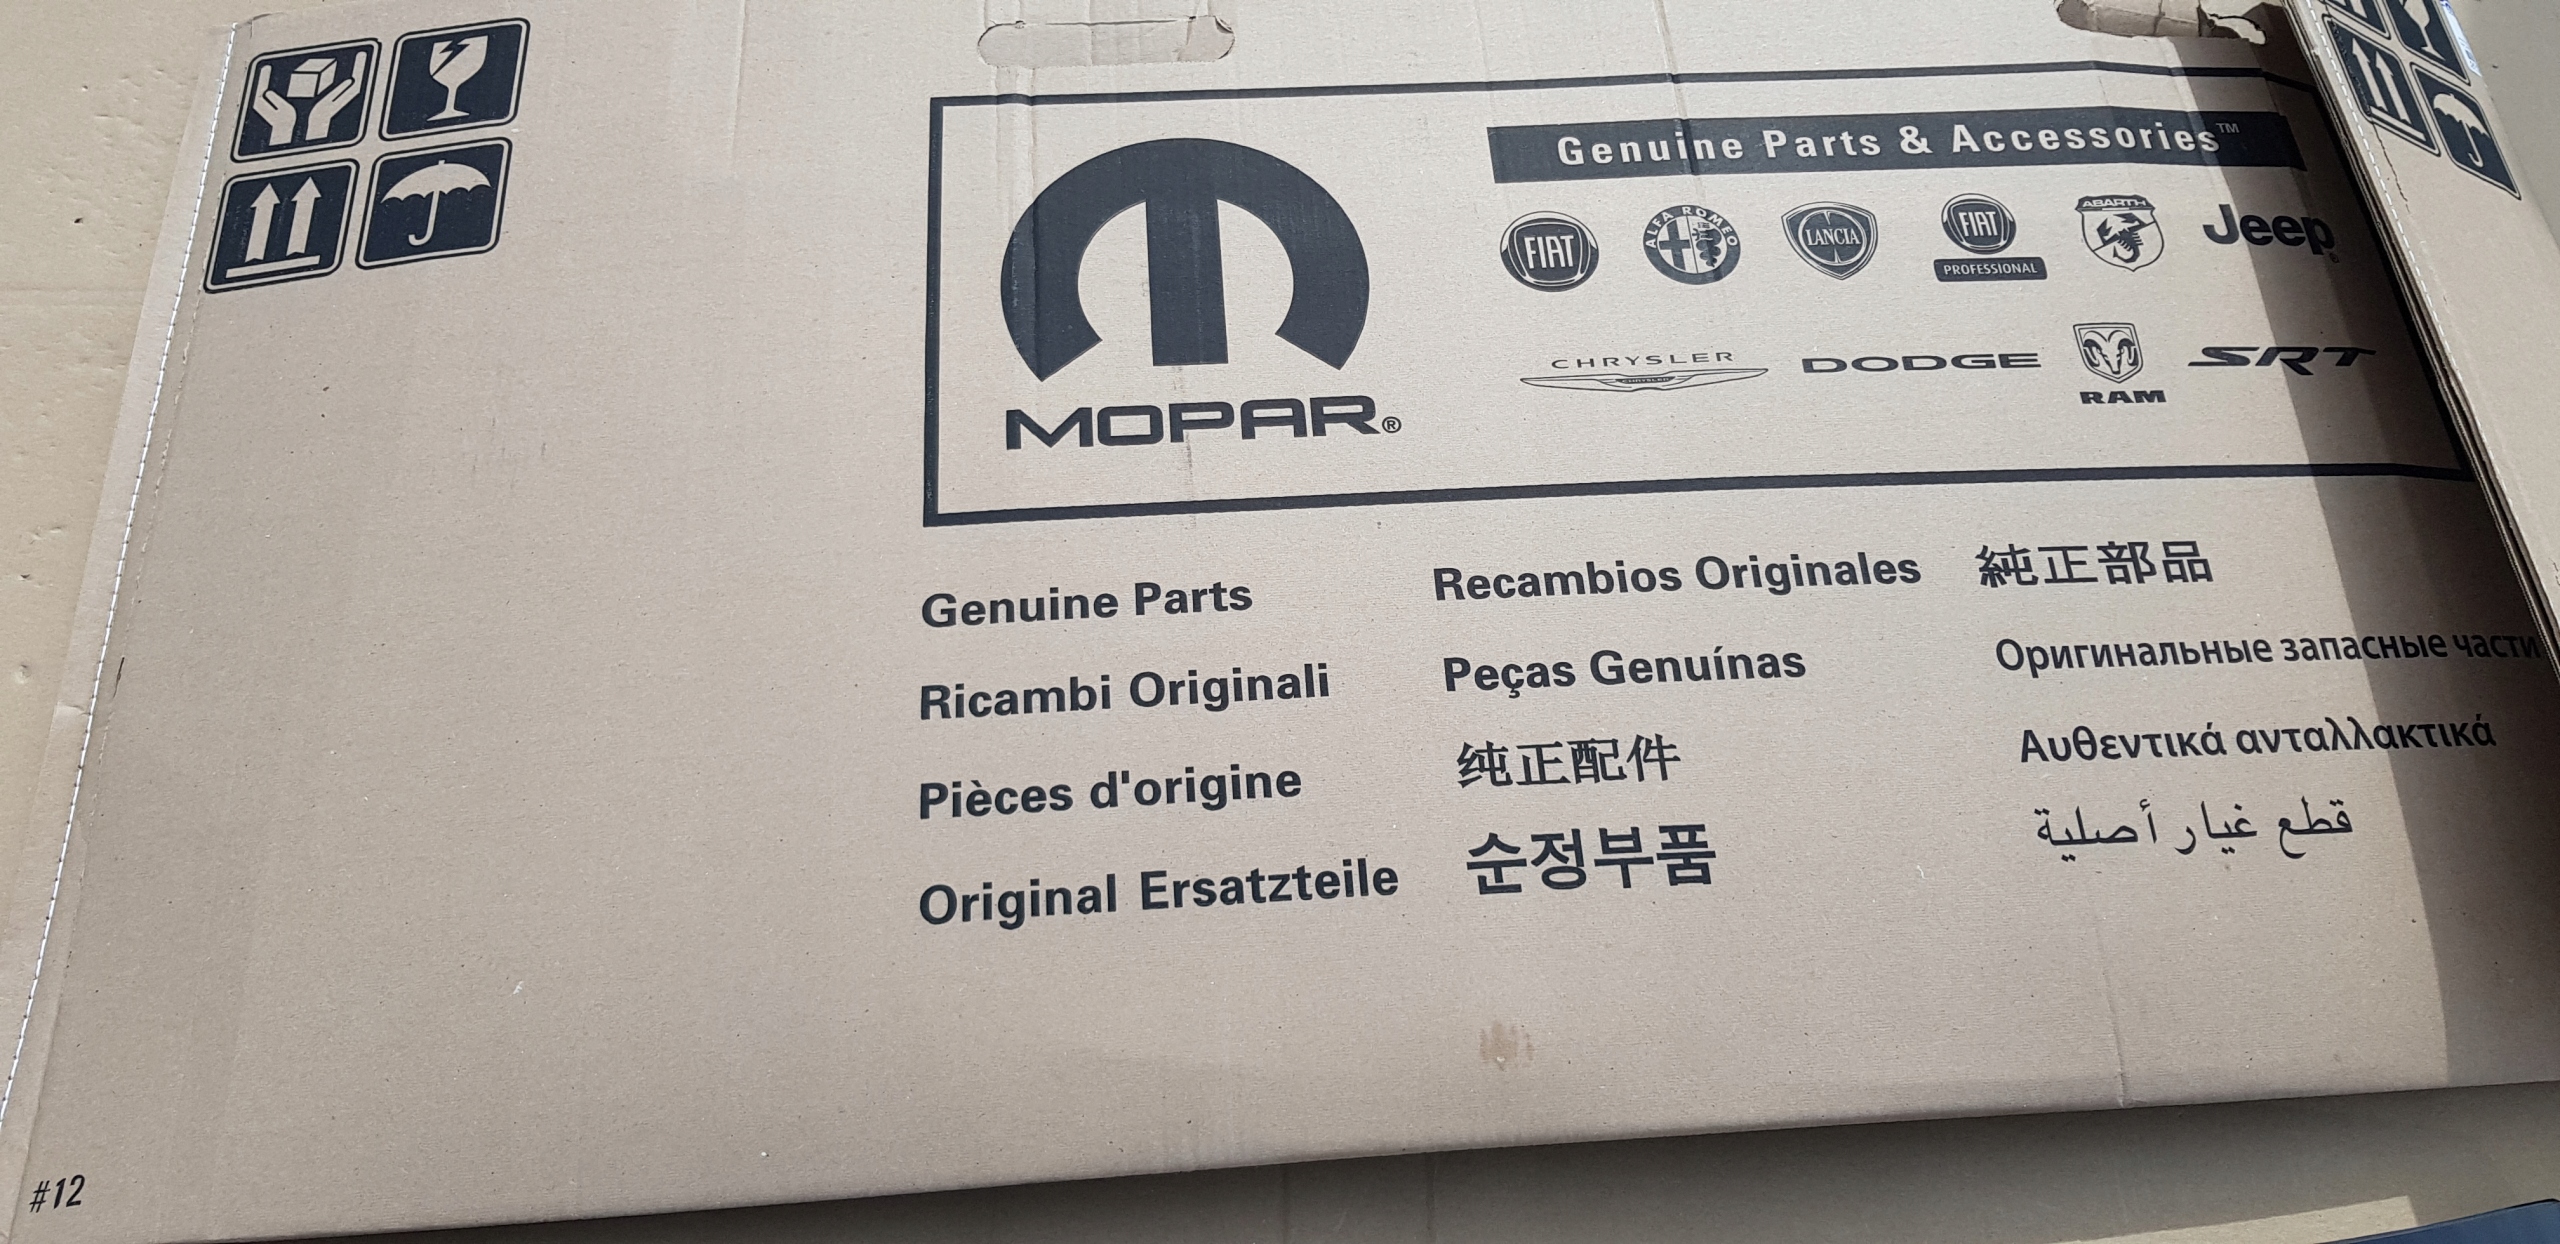 Genuine Parts & Accessories™
FIAT
ALFA ROMEO
LANCIA
FIAT
PROFESSIONAL
ABARTH
Jeep®
CHRYSLER
CHRYSLER
DODGE
RAM
SRT
MOPAR®
Genuine Parts
Ricambi Originali
Pièces d'origine
Original Ersatzteile
Recambios Originales
Peças Genuínas
纯正配件
순정부품
純正部品
Оригинальные запасные части
Αυθεντικά ανταλλακτικά
قطع غيار أصلية
#12